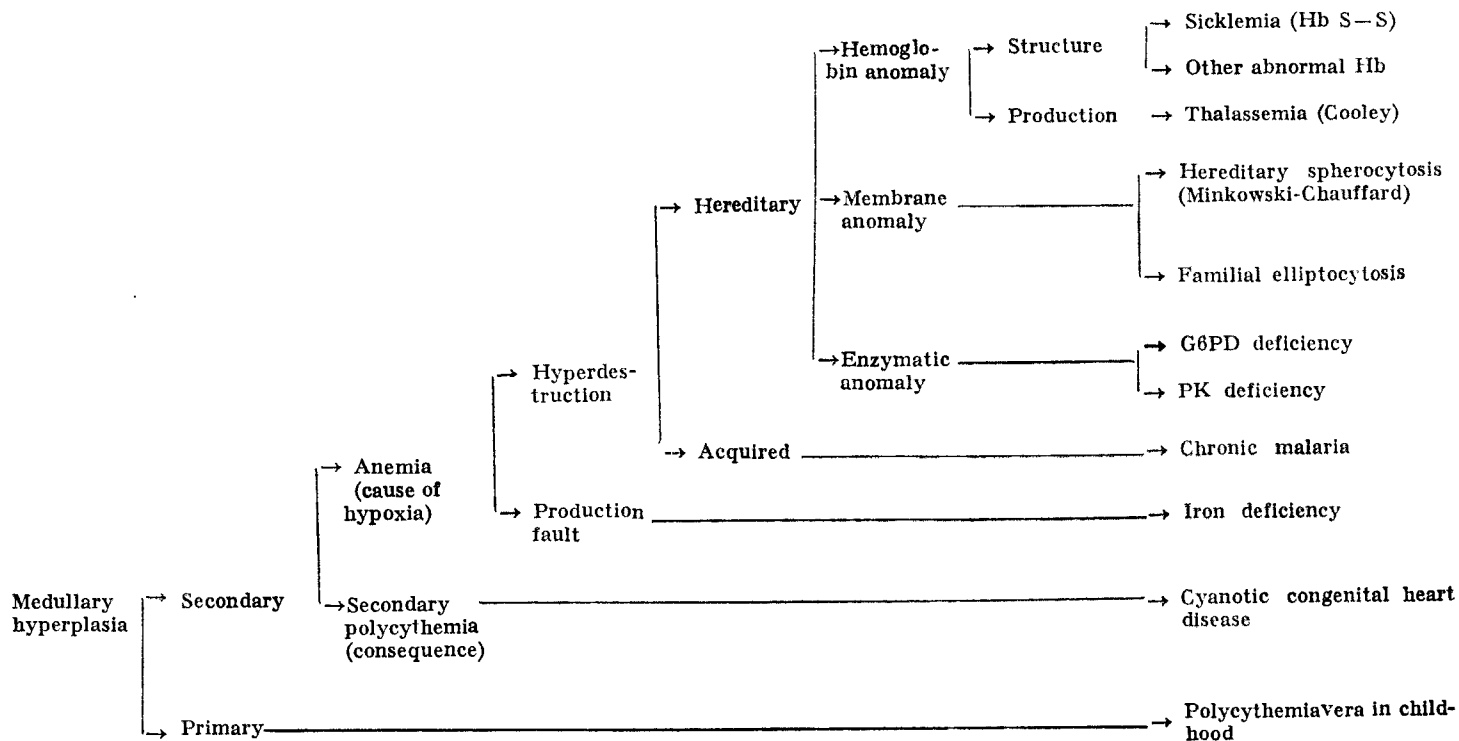 Sicklemia (Hb S—S)
Hemoglo-
bin anomaly
Structure
Other abnormal Hb
Production
Thalassemia (Cooley)
Hereditary spherocytosis
(Minkowski-Chauffard)
Hereditary
Membrane
anomaly
Familial elliptocytosis
G6PD deficiency
Enzymatic
anomaly
PK deficiency
Hyperdes-
truction
Acquired
Chronic malaria
Anemia
(cause of
hypoxia)
Production
fault
Iron deficiency
Medullary
hyperplasia
Secondary
Secondary
polycythemia
(consequence)
Cyanotic congenital heart
disease
Primary
Polycythemiavera in child-
hood